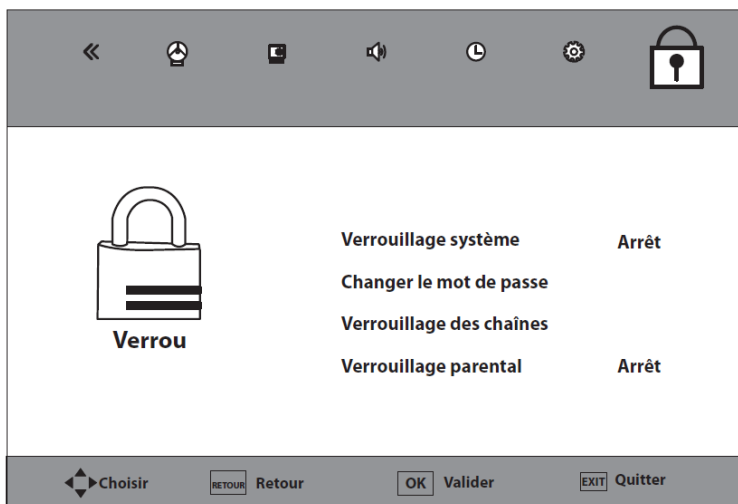 Verrouillage système Arrêt
Changer le mot de passe
Verrouillage des chaînes
Verrou
Verrouillage parental Arrêt
Choisir RETOUR Retour OK Valider EXIT Quitter